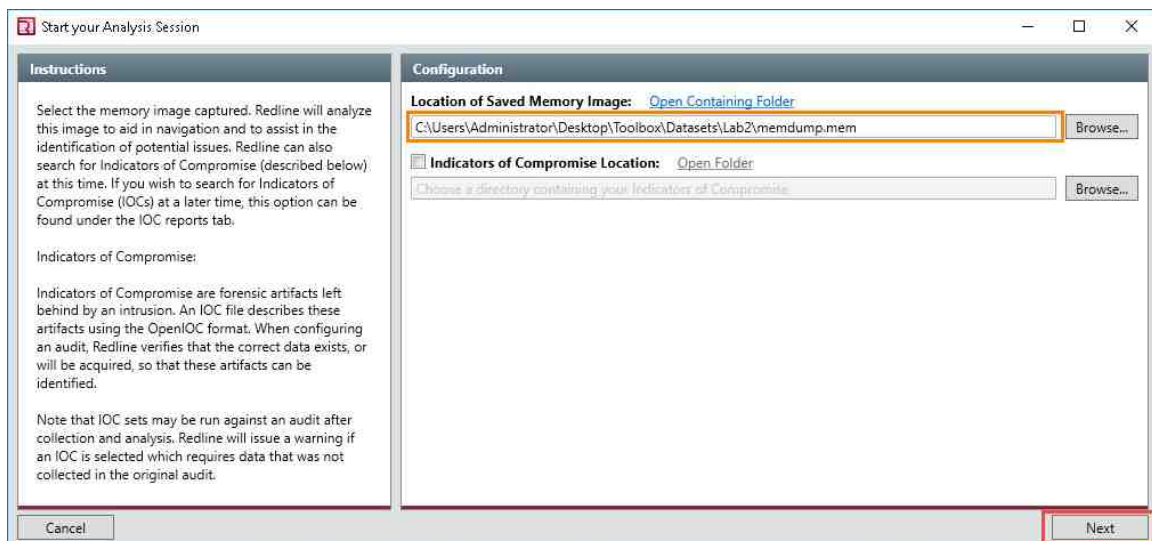 Start your Analysis Session
Instructions
Select the memory image captured. Redline will analyze
this image to aid in navigation and to assist in the
identification of potential issues. Redline can also
search for Indicators of Compromise (described below)
at this time. If you wish to search for Indicators of
Compromise (IOCs) at a later time, this option can be
found under the IOC reports tab.
Indicators of Compromise:
Indicators of Compromise are forensic artifacts left
behind by an intrusion. An IOC file describes these
artifacts using the OpenIOC format. When configuring
an audit, Redline verifies that the correct data exists, or
will be acquired, so that these artifacts can be
identified.
Note that IOC sets may be run against an audit after
collection and analysis. Redline will issue a warning if
an IOC is selected which requires data that was not
collected in the original audit.
Configuration
Location of Saved Memory Image: Open Containing Folder
C:\Users\Administrator\Desktop\Toolbox\Datasets\Lab2\memdump.mem Browse...
Indicators of Compromise Location: Open Folder
Choose a directory containing your Indicators of Compromise Browse...
Cancel Next